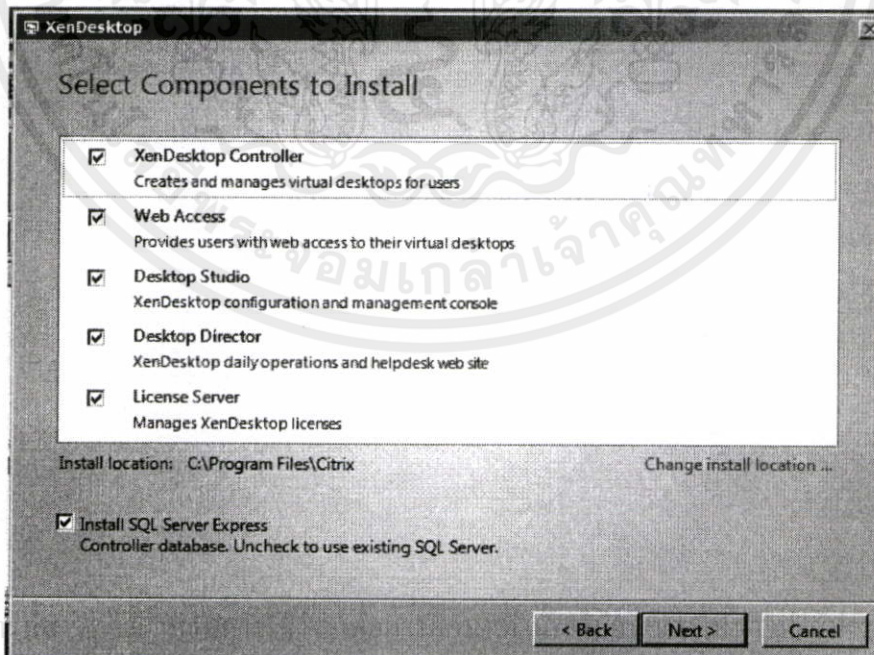 XenDesktop
Select Components to Install
XenDesktop Controller
Creates and manages virtual desktops for users
Web Access
Provides users with web access to their virtual desktops
Desktop Studio
XenDesktop configuration and management console
Desktop Director
XenDesktop daily operations and helpdesk web site
License Server
Manages XenDesktop licenses
Install location: C:\Program Files\Citrix
Change install location ...
Install SQL Server Express
Controller database. Uncheck to use existing SQL Server.
< Back
Next >
Cancel